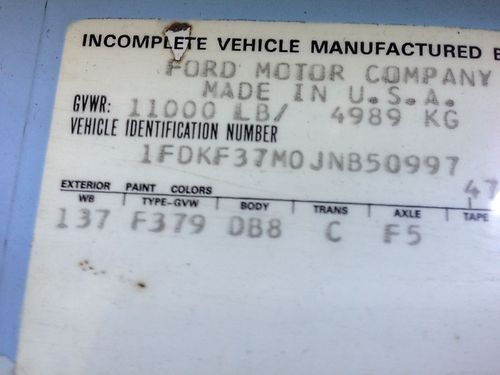 INCOMPLETE VEHICLE MANUFACTURED
FORD MOTOR COMPANY
MADE IN U.S.A.
GVWR: 11000 LB/ 4989 KG
VEHICLE IDENTIFICATION NUMBER
1FDKF37M0JNB50997
47
EXTERIOR PAINT COLORS
WB TYPE-GVW BODY TRANS AXLE TAPE
137 F379 DB8 C F5